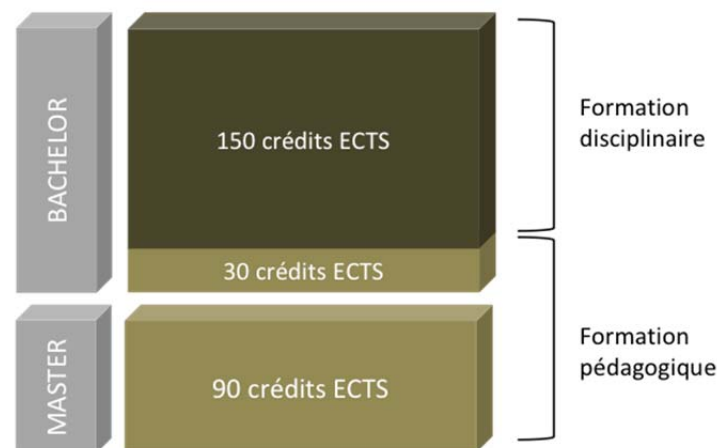 BACHELOR
150 crédits ECTS
30 crédits ECTS
Formation
disciplinaire
MASTER
90 crédits ECTS
Formation
pédagogique